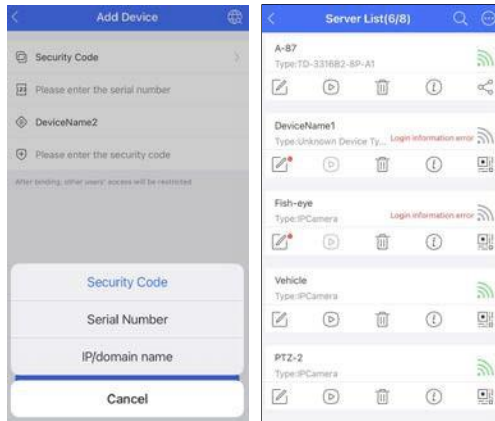 Add Device
Security Code
Please enter the serial number
DeviceName2
Please enter the security code
After binding, other users' access will be restricted
Security Code
Serial Number
IP/domain name
Cancel
Server List(6/8)
A-87
Type:TD-3316B2-8P-A1
DeviceName1
Type:Unknown Device Ty... Login information error
Fish-eye
Type:IPCamera Login information error
Vehicle
Type:IPCamera
PTZ-2
Type:IPCamera